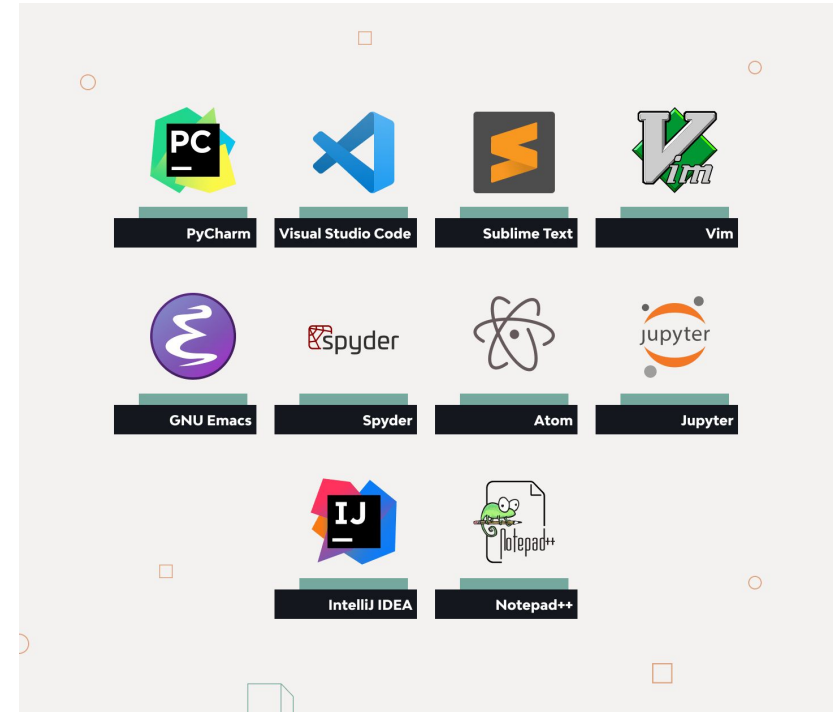 PC
Vim
PyCharm
Visual Studio Code
Sublime Text
Vim
spyder
jupyter
GNU Emacs
Spyder
Atom
Jupyter
IJ
Notepad++
IntelliJ IDEA
Notepad++